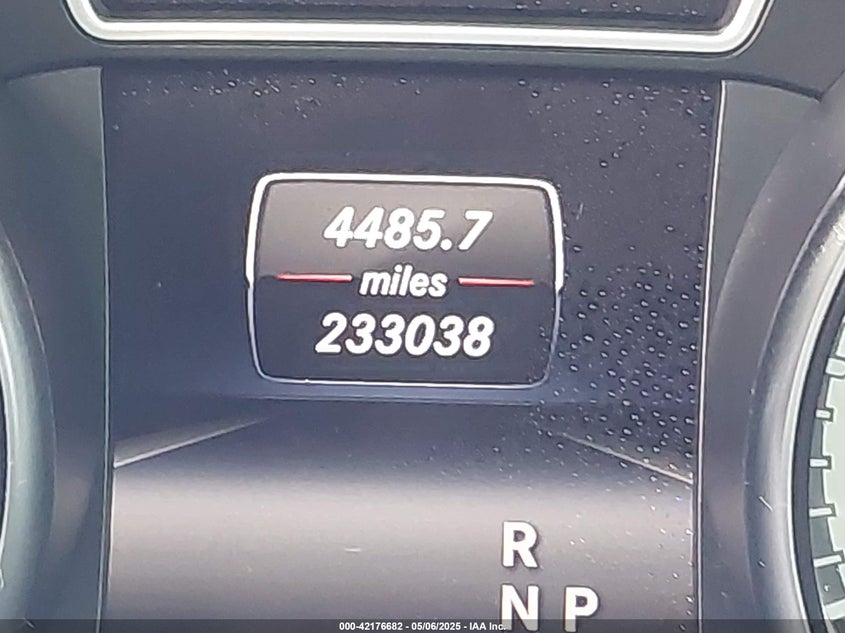 4485.7
miles
233038
R
N P
000-42176682 - 05/06/2025 - IAA Inc.